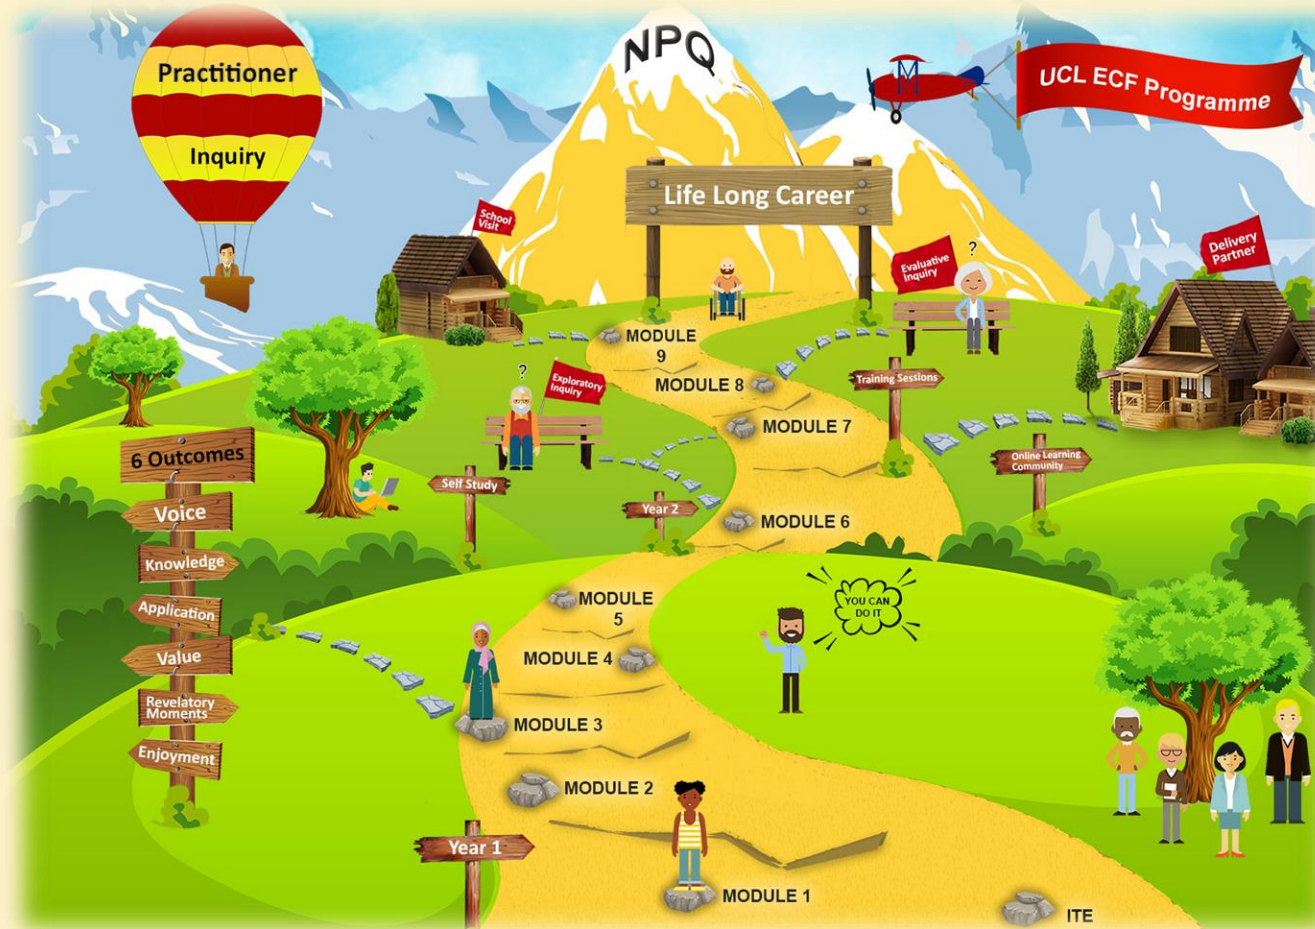 NPQ
UCL ECF Programme
Practitioner
Inquiry
Life Long Career
School
Visit
Evaluative
Inquiry
?
Delivery
Partner
MODULE
9
?
Exploratory
Inquiry
MODULE 8
Training Sessions
MODULE 7
6 Outcomes
Voice
Knowledge
Application
Value
Revelatory
Moments
Enjoyment
Self Study
Online Learning
Community
Year 2
MODULE 6
MODULE
5
YOU CAN
DO IT
MODULE 4
MODULE 3
MODULE 2
Year 1
MODULE 1
ITE